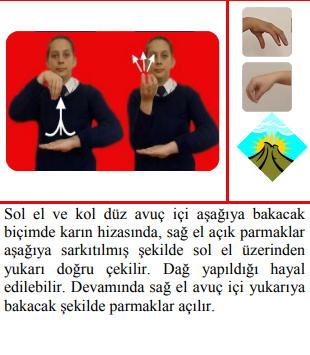 Sol el ve kol düz avuç içi aşağıya bakacak
biçimde karın hizasında, sağ el açık parmaklar
aşağıya sarkıtılmış şekilde sol el üzerinden
yukarı doğru çekilir. Dağ yapıldığı hayal
edilebilir. Devamında sağ el avuç içi yukarıya
bakacak şekilde parmaklar açılır.